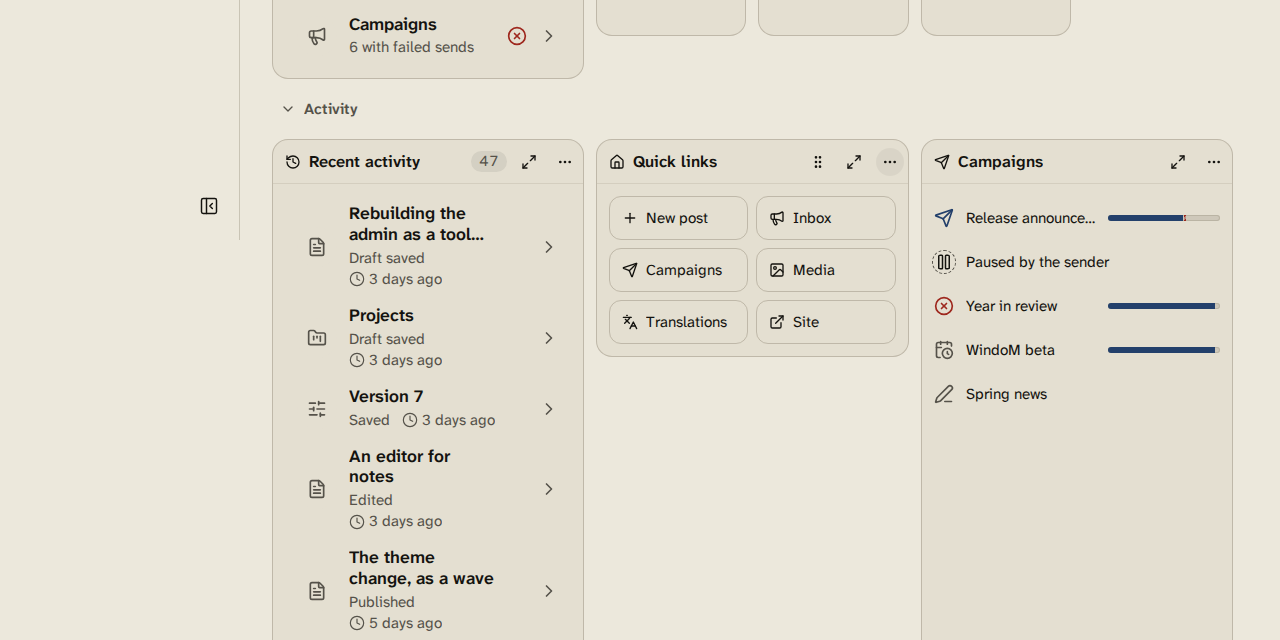 Campaigns
6 with failed sends
Activity
Recent activity
47
Rebuilding the
admin as a tool...
Draft saved
3 days ago
Projects
Draft saved
3 days ago
Version 7
Saved 3 days ago
An editor for
notes
Edited
3 days ago
The theme
change, as a wave
Published
5 days ago
Quick links
New post
Inbox
Campaigns
Media
Translations
Site
Campaigns
Release announce...
Paused by the sender
Year in review
WindoM beta
Spring news